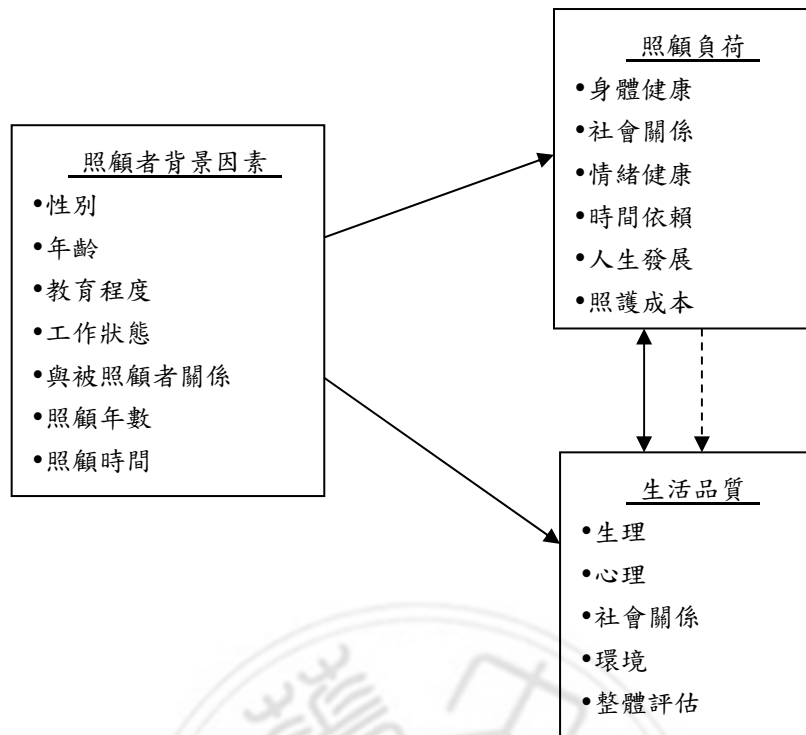 照顧者背景因素
•性別
•年齡
•教育程度
•工作狀態
•與被照顧者關係
•照顧年數
•照顧時間
照顧負荷
•身體健康
•社會關係
•情緒健康
•時間依賴
•人生發展
•照護成本
生活品質
•生理
•心理
•社會關係
•環境
•整體評估